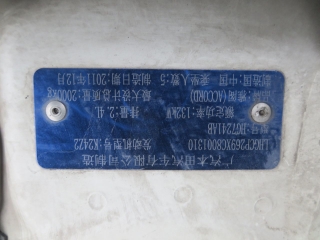 广汽本田汽车有限公司制造
LHGCP269XC8001310 发动机型号:K24Z2
型号:HG7241AB
额定功率:132kW 排量:2.4L
品牌:雅阁(ACCORD) 最大设计总质量:2000kg
制造国:中国 乘坐人数:5 制造日期:2011年12月